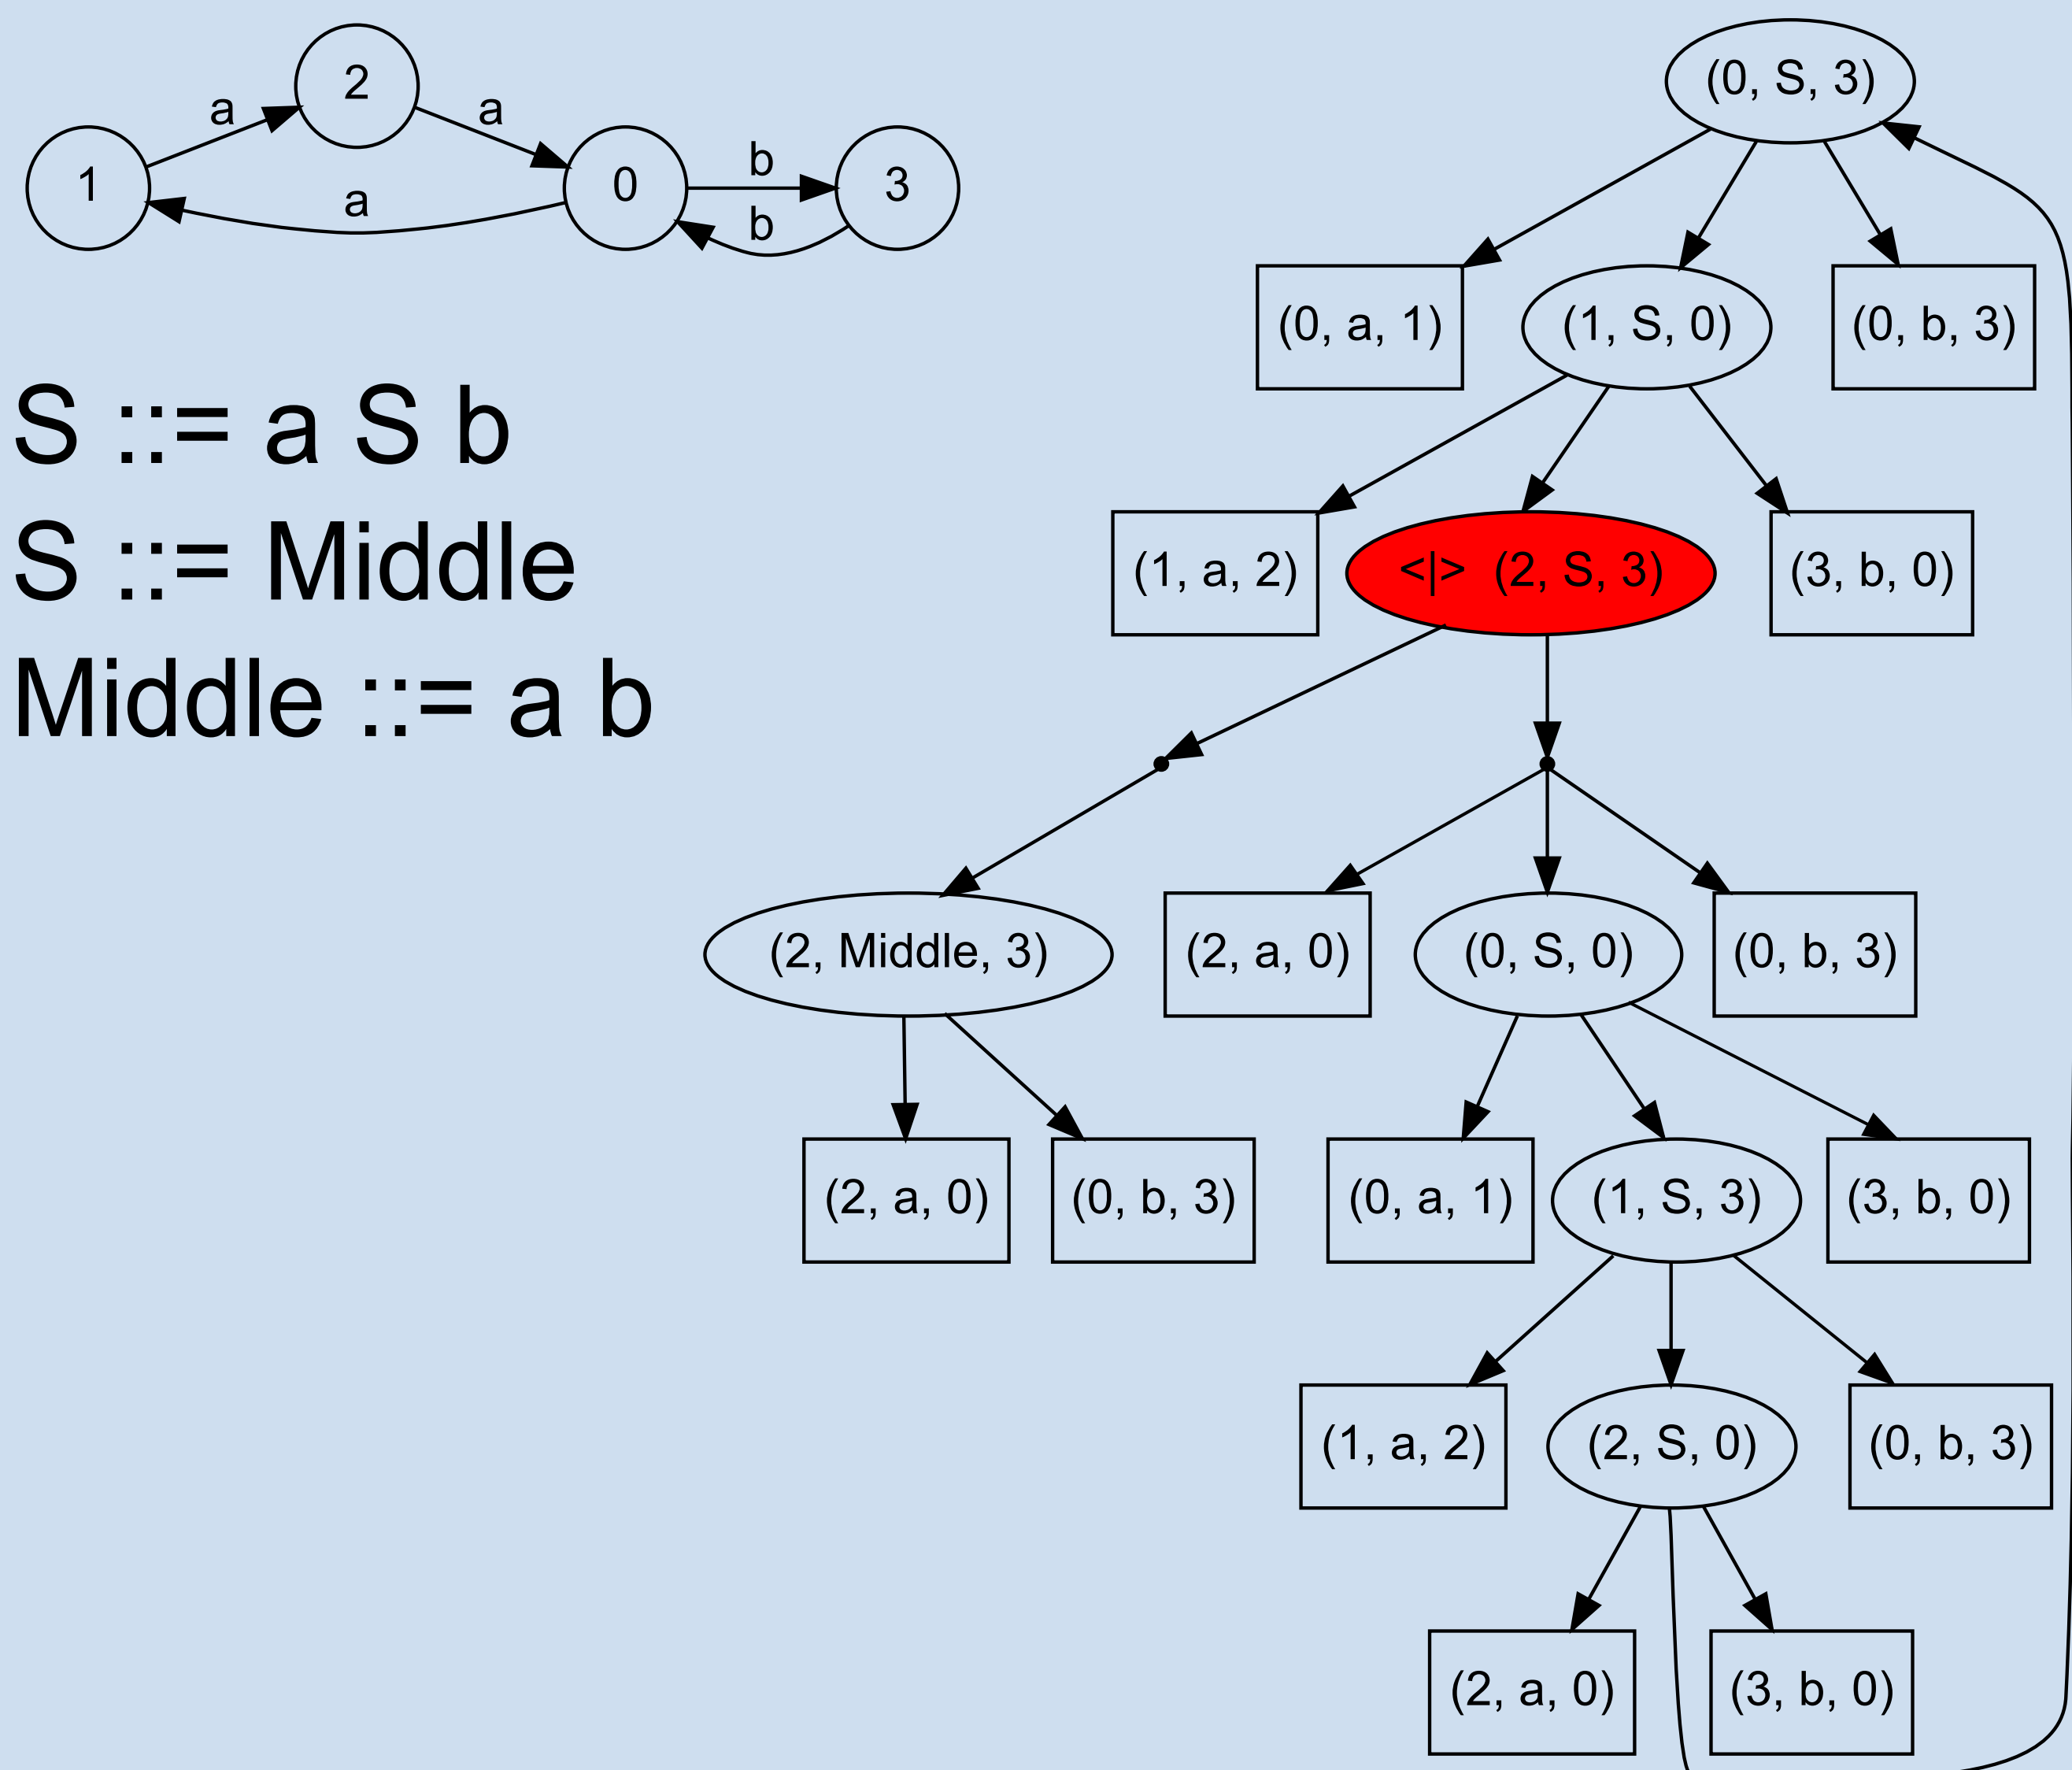 2
a
a
1
a
0
b
b
3
S ::= a S b
S ::= Middle
Middle ::= a b
(0, S, 3)
(0, a, 1)
(1, S, 0)
(0, b, 3)
(1, a, 2)
<|> (2, S, 3)
(3, b, 0)
(2, Middle, 3)
(2, a, 0)
(0, S, 0)
(0, b, 3)
(2, a, 0)
(0, b, 3)
(0, a, 1)
(1, S, 3)
(3, b, 0)
(1, a, 2)
(2, S, 0)
(0, b, 3)
(2, a, 0)
(3, b, 0)